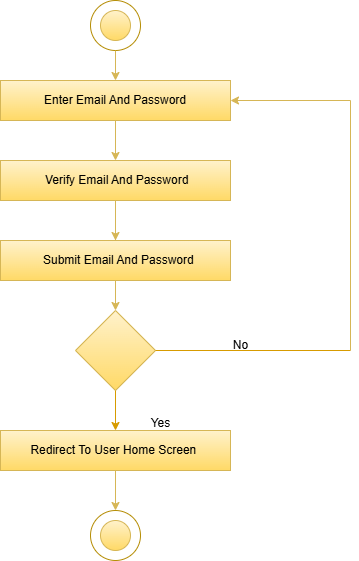 Enter Email And Password
Verify Email And Password
Submit Email And Password
No
Yes
Redirect To User Home Screen